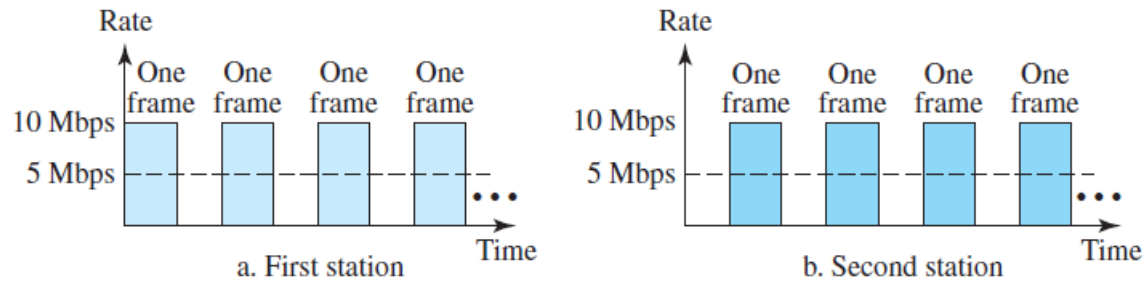 Rate
One One One One
frame frame frame frame
10 Mbps
5 Mbps
Time
a. First station
Rate
One One One One
frame frame frame frame
10 Mbps
5 Mbps
Time
b. Second station